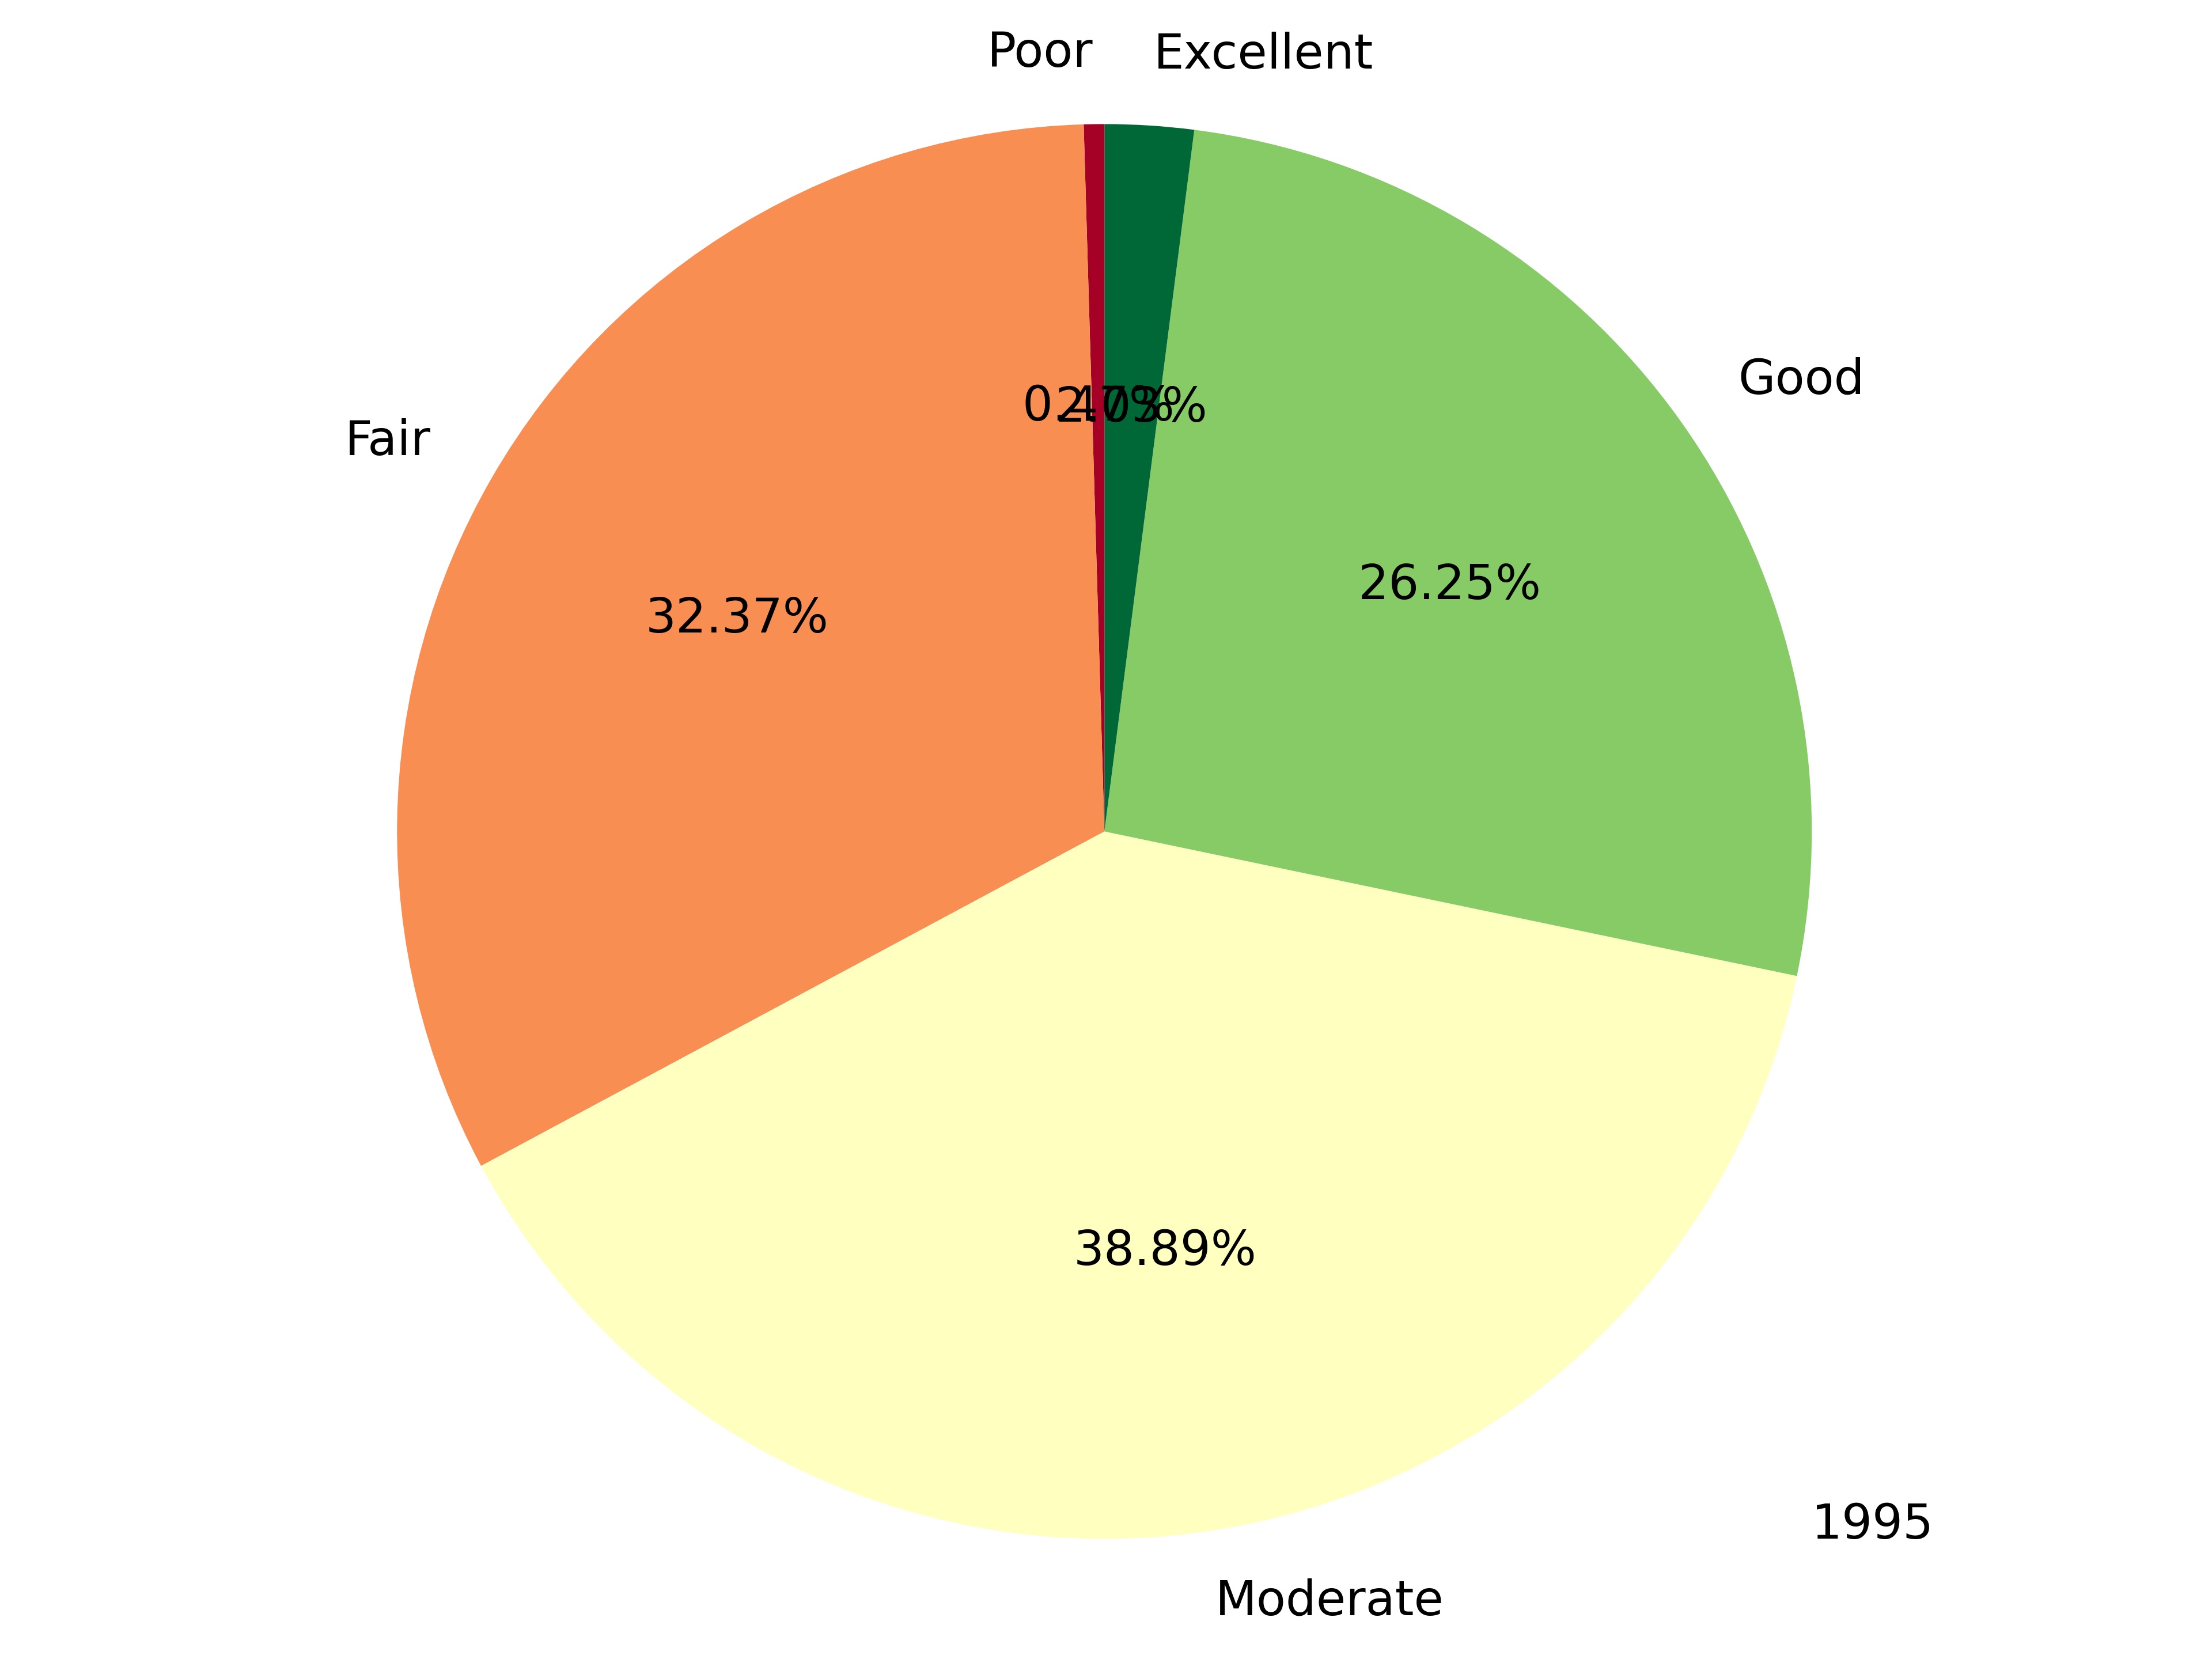 Poor
Excellent
Good
Fair
26.25%
32.37%
38.89%
1995
Moderate